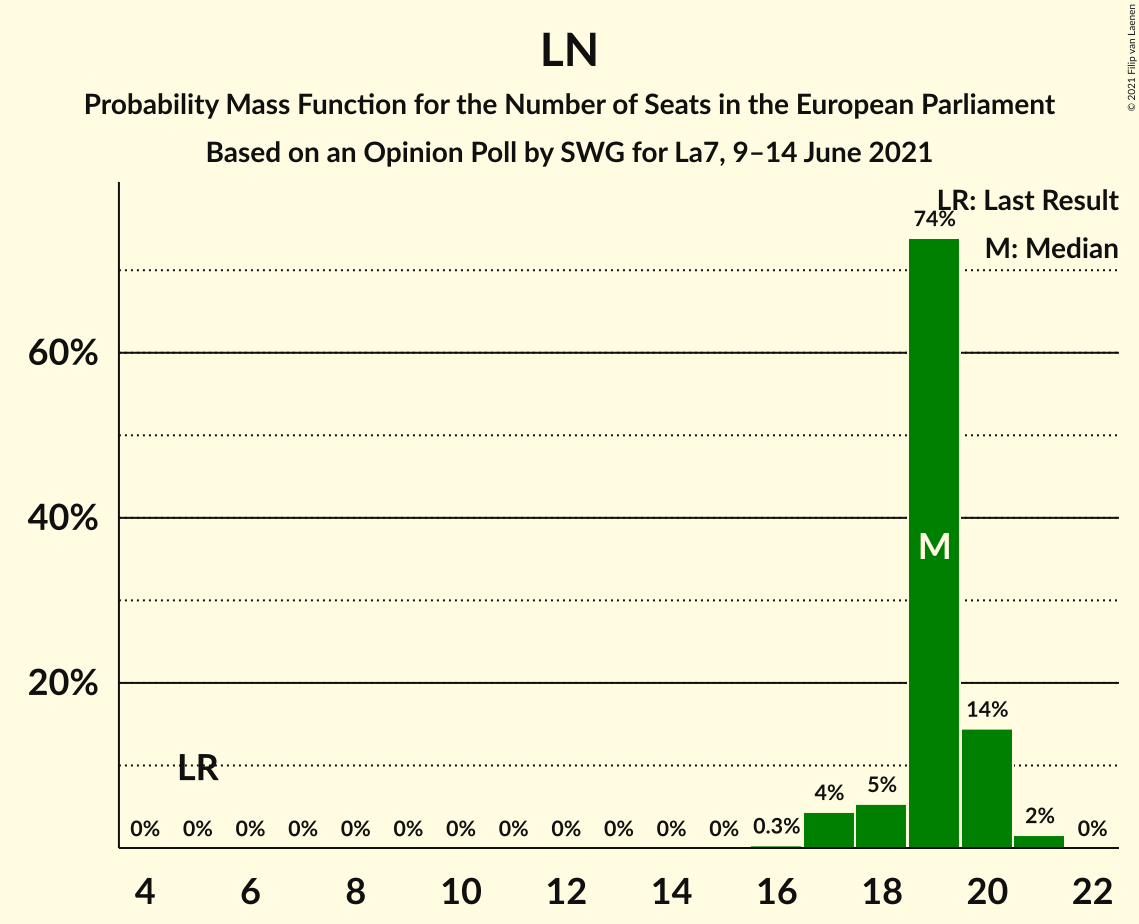 LN
Probability Mass Function for the Number of Seats in the European Parliament
Based on an Opinion Poll by SWG for La7, 9–14 June 2021
© 2021 Filip van Laenen
LR: Last Result
M: Median
74%
60%
40%
M
20%
14%
LR
5%
4%
2%
0% 0% 0% 0% 0% 0% 0% 0% 0% 0% 0% 0% 0.3% 0%
4 6 8 10 12 14 16 18 20 22